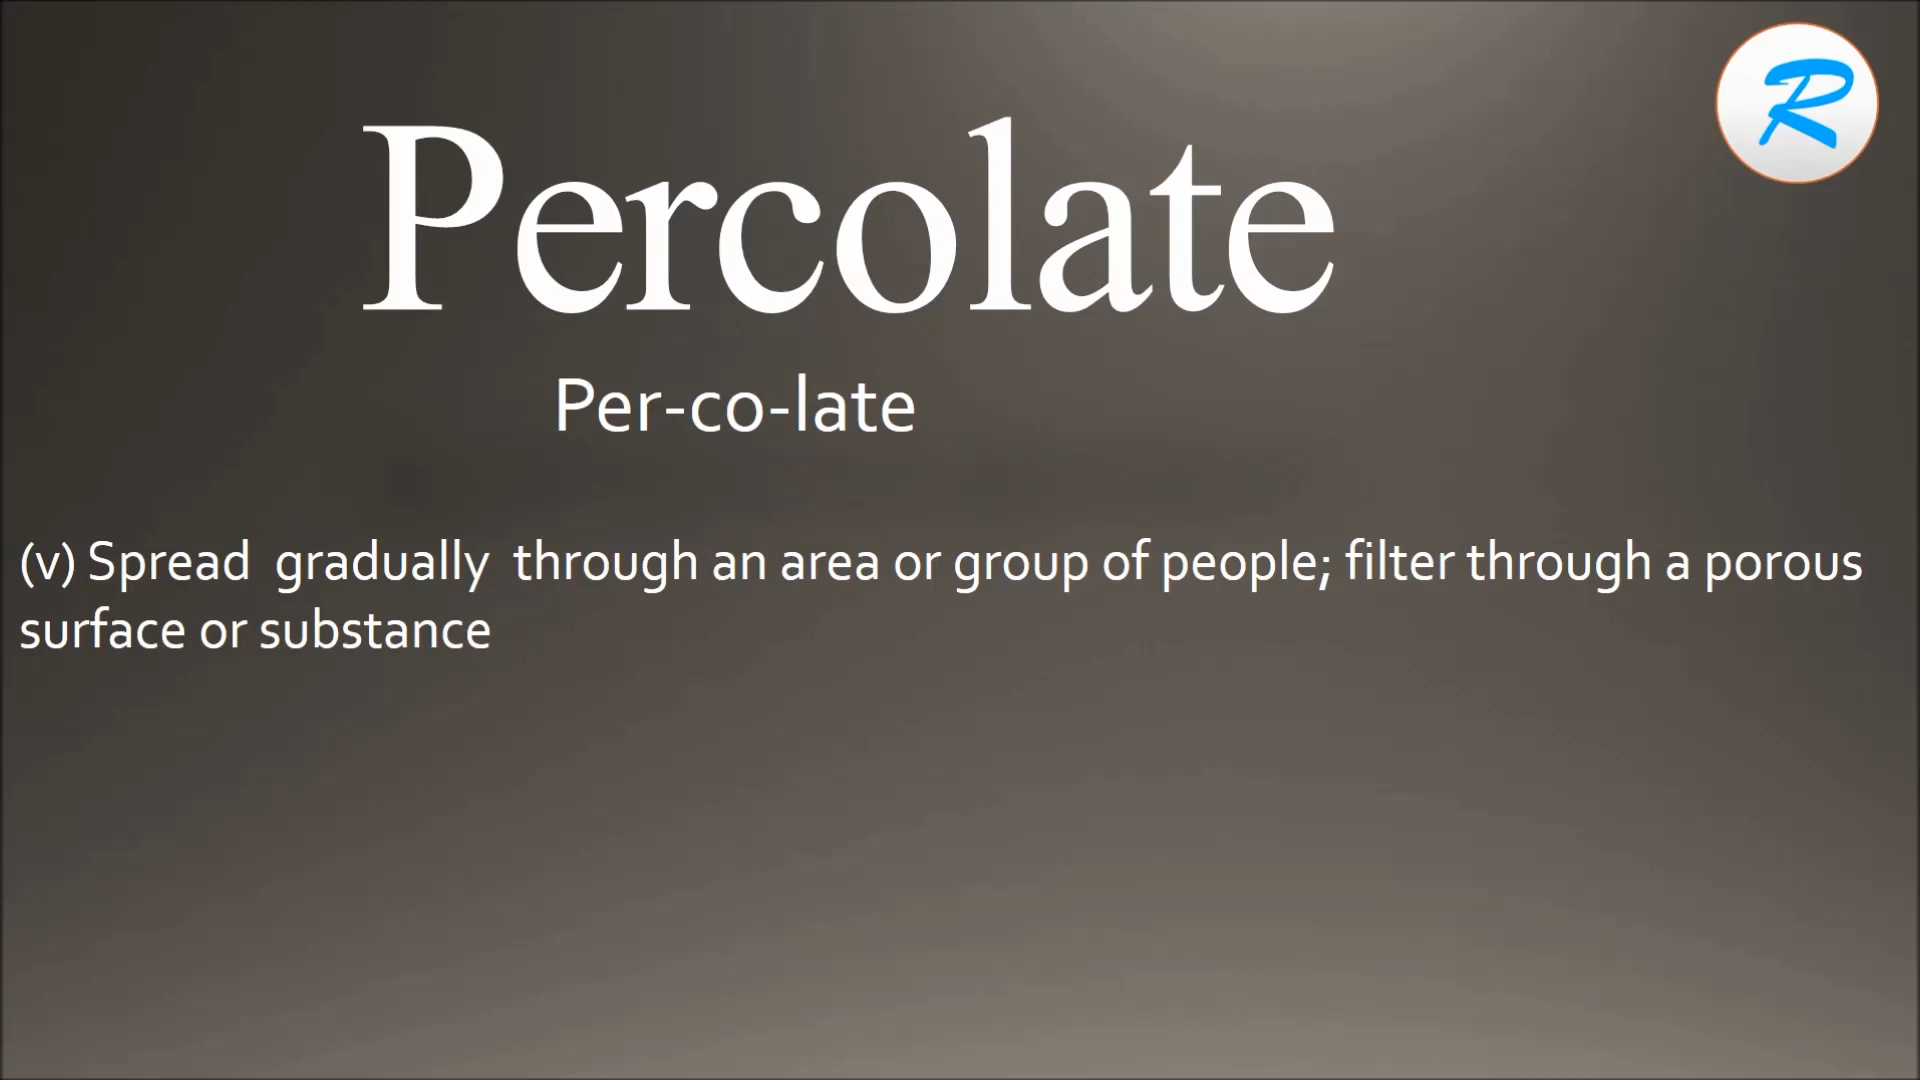 R
Percolate
Per-co-late
(v) Spread gradually through an area or group of people; filter through a porous
surface or substance